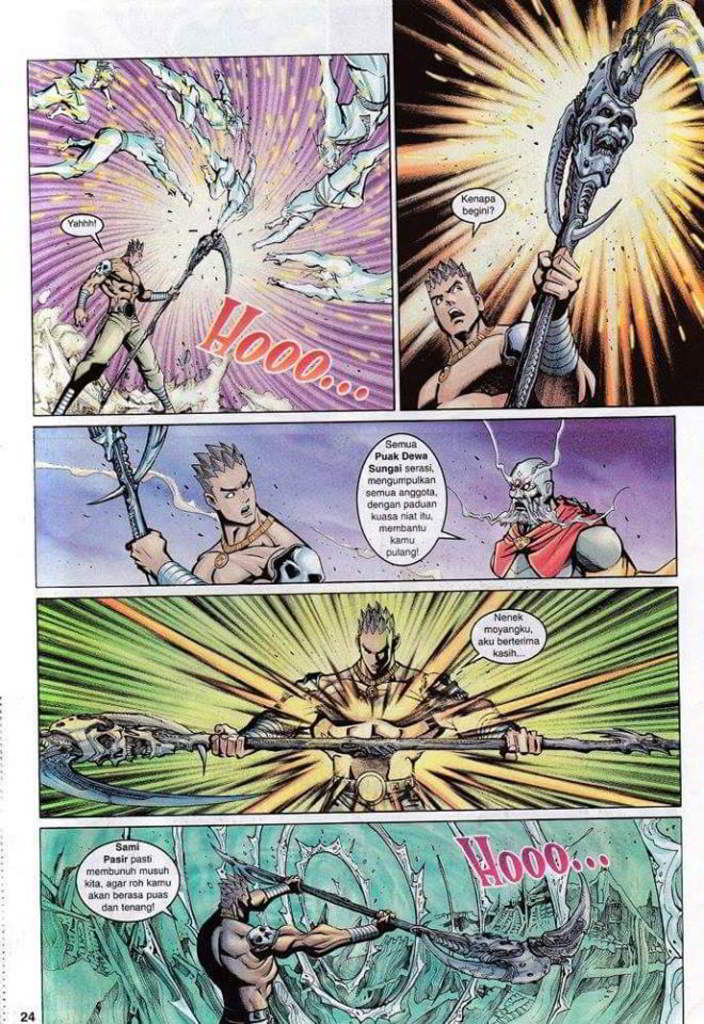 Yahhh!
Hooo...
Kenapa
begini?
Semua
Puak Dewa
Sungai serasi,
mengumpulkan
semua anggota,
dengan paduan
kuasa niat itu,
membantu
kamu
pulang!
Nenek
moyangku,
aku berterima
kasih...
Sami
Pasir pasti
membunuh musuh
kita, agar roh kamu
akan berasa puas
dan tenang!
Hooo...
24